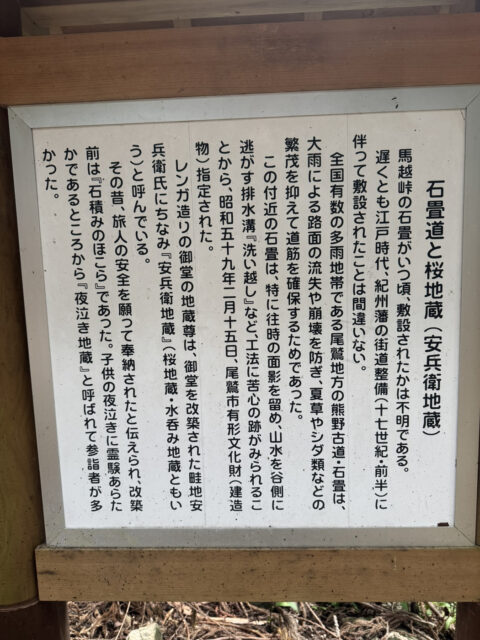 石畳道と桜地蔵（安兵衛地蔵）
馬越峠の石畳がいつ頃、敷設されたかは不明である。
遅くとも江戸時代、紀州藩の街道整備（十七世紀・前半）に
伴って敷設されたことは間違いない。
全国有数の多雨地帯である尾鷲地方の熊野古道・石畳は、
大雨による路面の流失や崩壊を防ぎ、夏草やシダ類などの
繁茂を抑えて道筋を確保するためであった。
この付近の石畳は、特に往時の面影を留め、山水を谷側に
逃がす排水溝『洗い越し』など、工法に苦心の跡がみられるこ
とから、昭和五十九年二月十五日、尾鷲市有形文化財（建造
物）指定された。
レンガ造りの御堂の地蔵尊は、御堂を改築された畦地安
兵衛氏にちなみ『安兵衛地蔵』（桜地蔵・水呑み地蔵ともい
う）と呼んでいる。
その昔、旅人の安全を願って奉納されたと伝えられ、改築
前は『石積みのほこら』であった。子供の夜泣きに霊験あらた
かであるところから『夜泣き地蔵』と呼ばれて参詣者が多
かった。